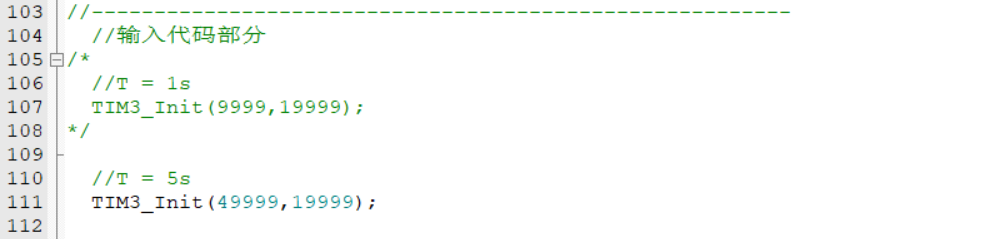 103 //---------------------------------------------------------
104 //输入代码部分
105 /*
106 //T = 1s
107 TIM3_Init(9999,19999);
108 */
109
110 //T = 5s
111 TIM3_Init(49999,19999);
112